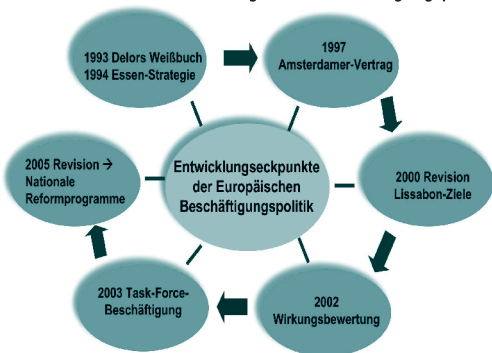 1993 Delors Weißbuch
1994 Essen-Strategie
1997
Amsterdamer-Vertrag
2000 Revision
Lissabon-Ziele
2002
Wirkungsbewertung
2003 Task-Force-
Beschäftigung
2005 Revision →
Nationale
Reformprogramme
Entwicklungseckpunkte
der Europäischen
Beschäftigungspolitik